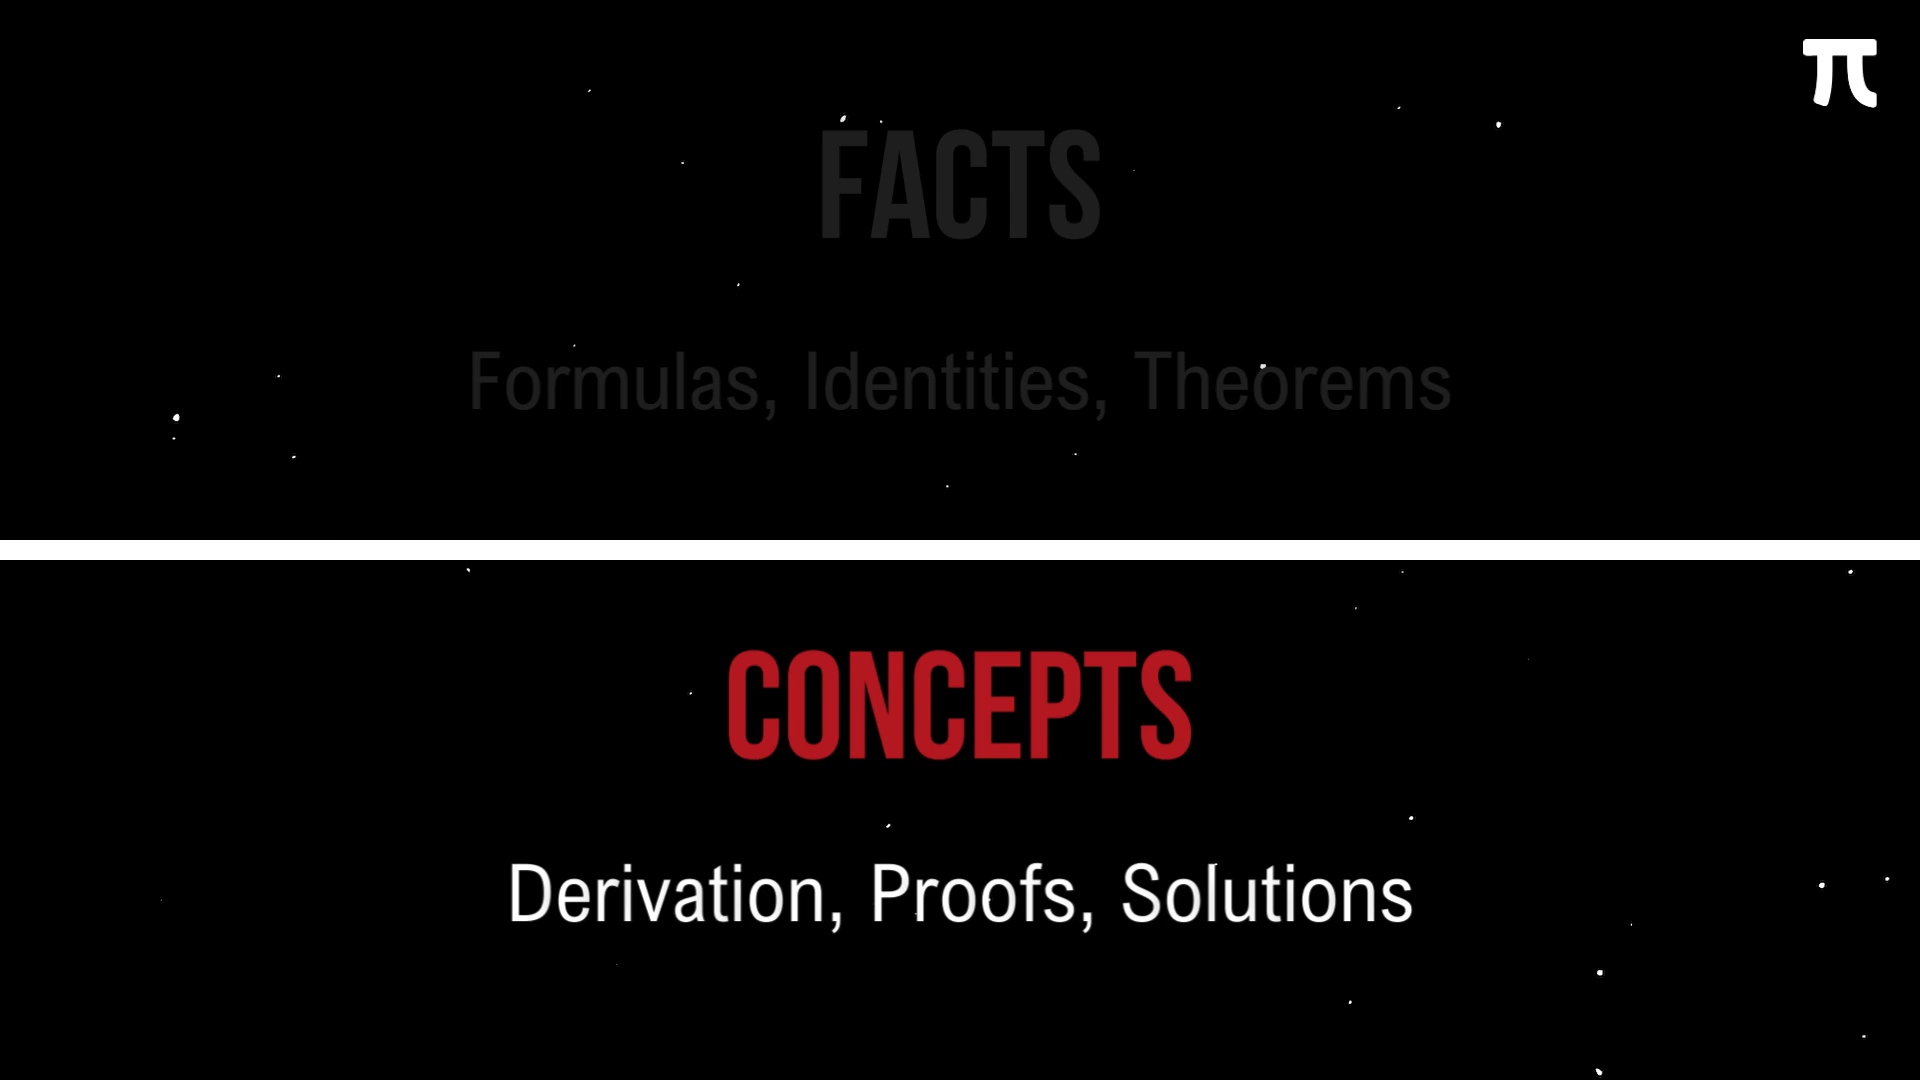 π
FACTS
Formulas, Identities, Theorems
CONCEPTS
Derivation, Proofs, Solutions